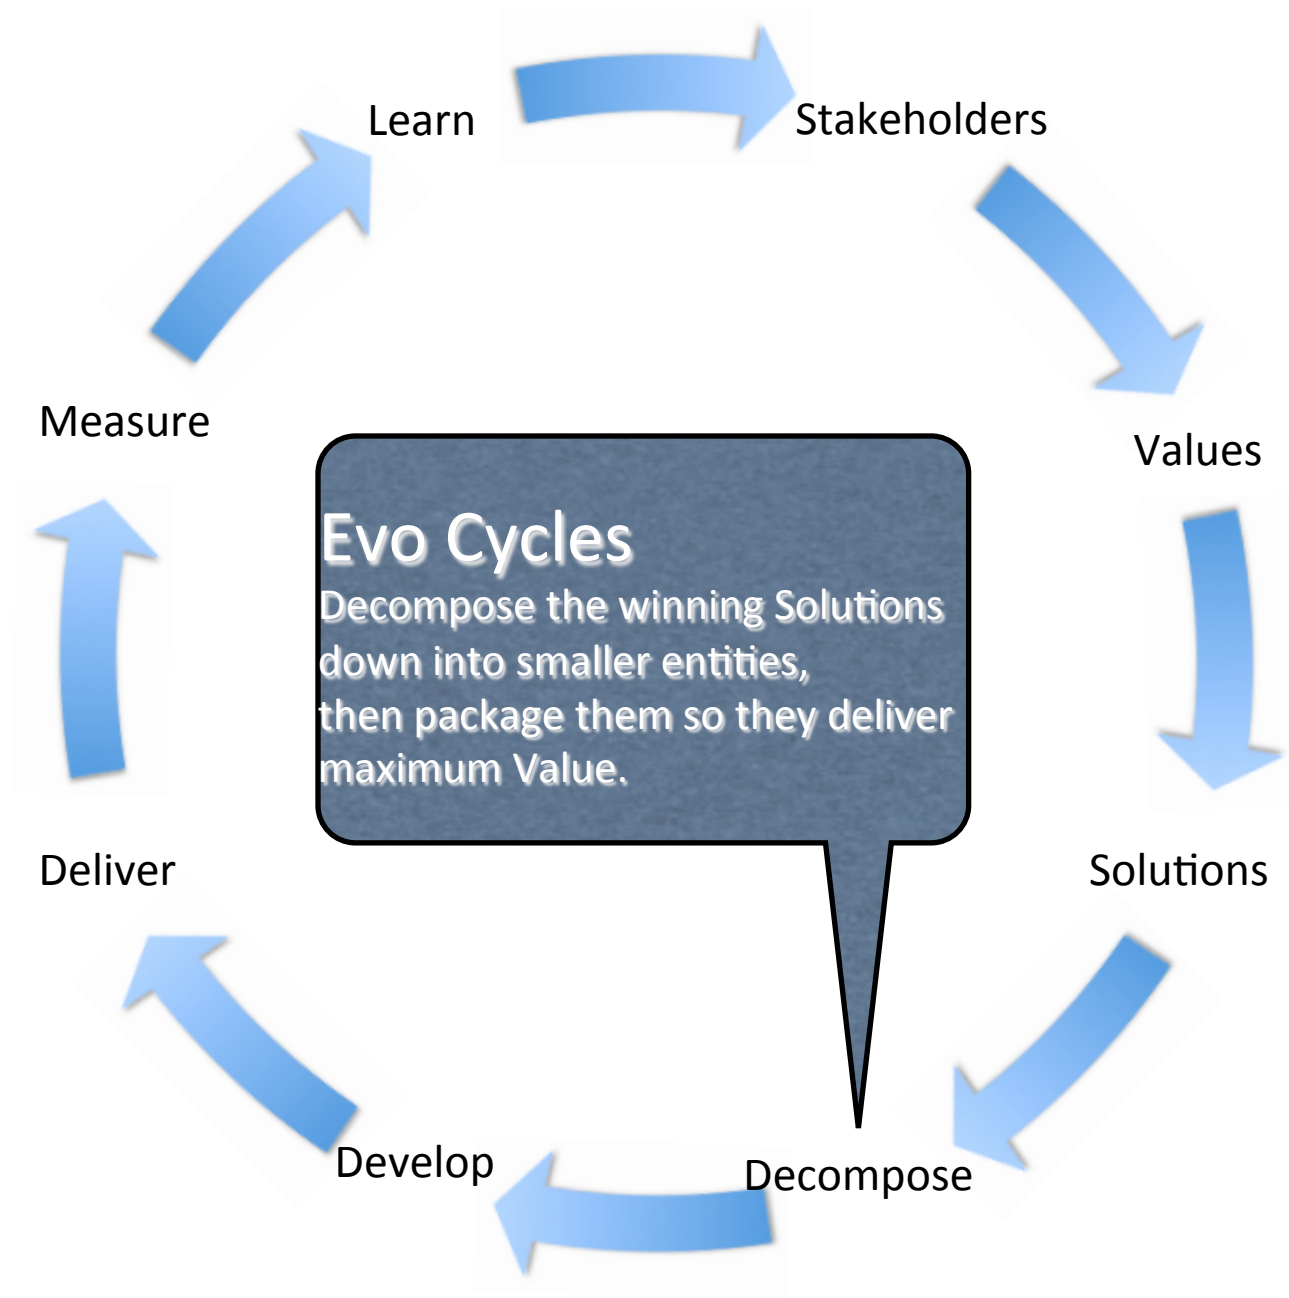 Learn
Stakeholders
Measure
Values
Evo Cycles
Decompose the winning Solutions
down into smaller entities,
then package them so they deliver
maximum Value.
Deliver
Solutions
Develop
Decompose